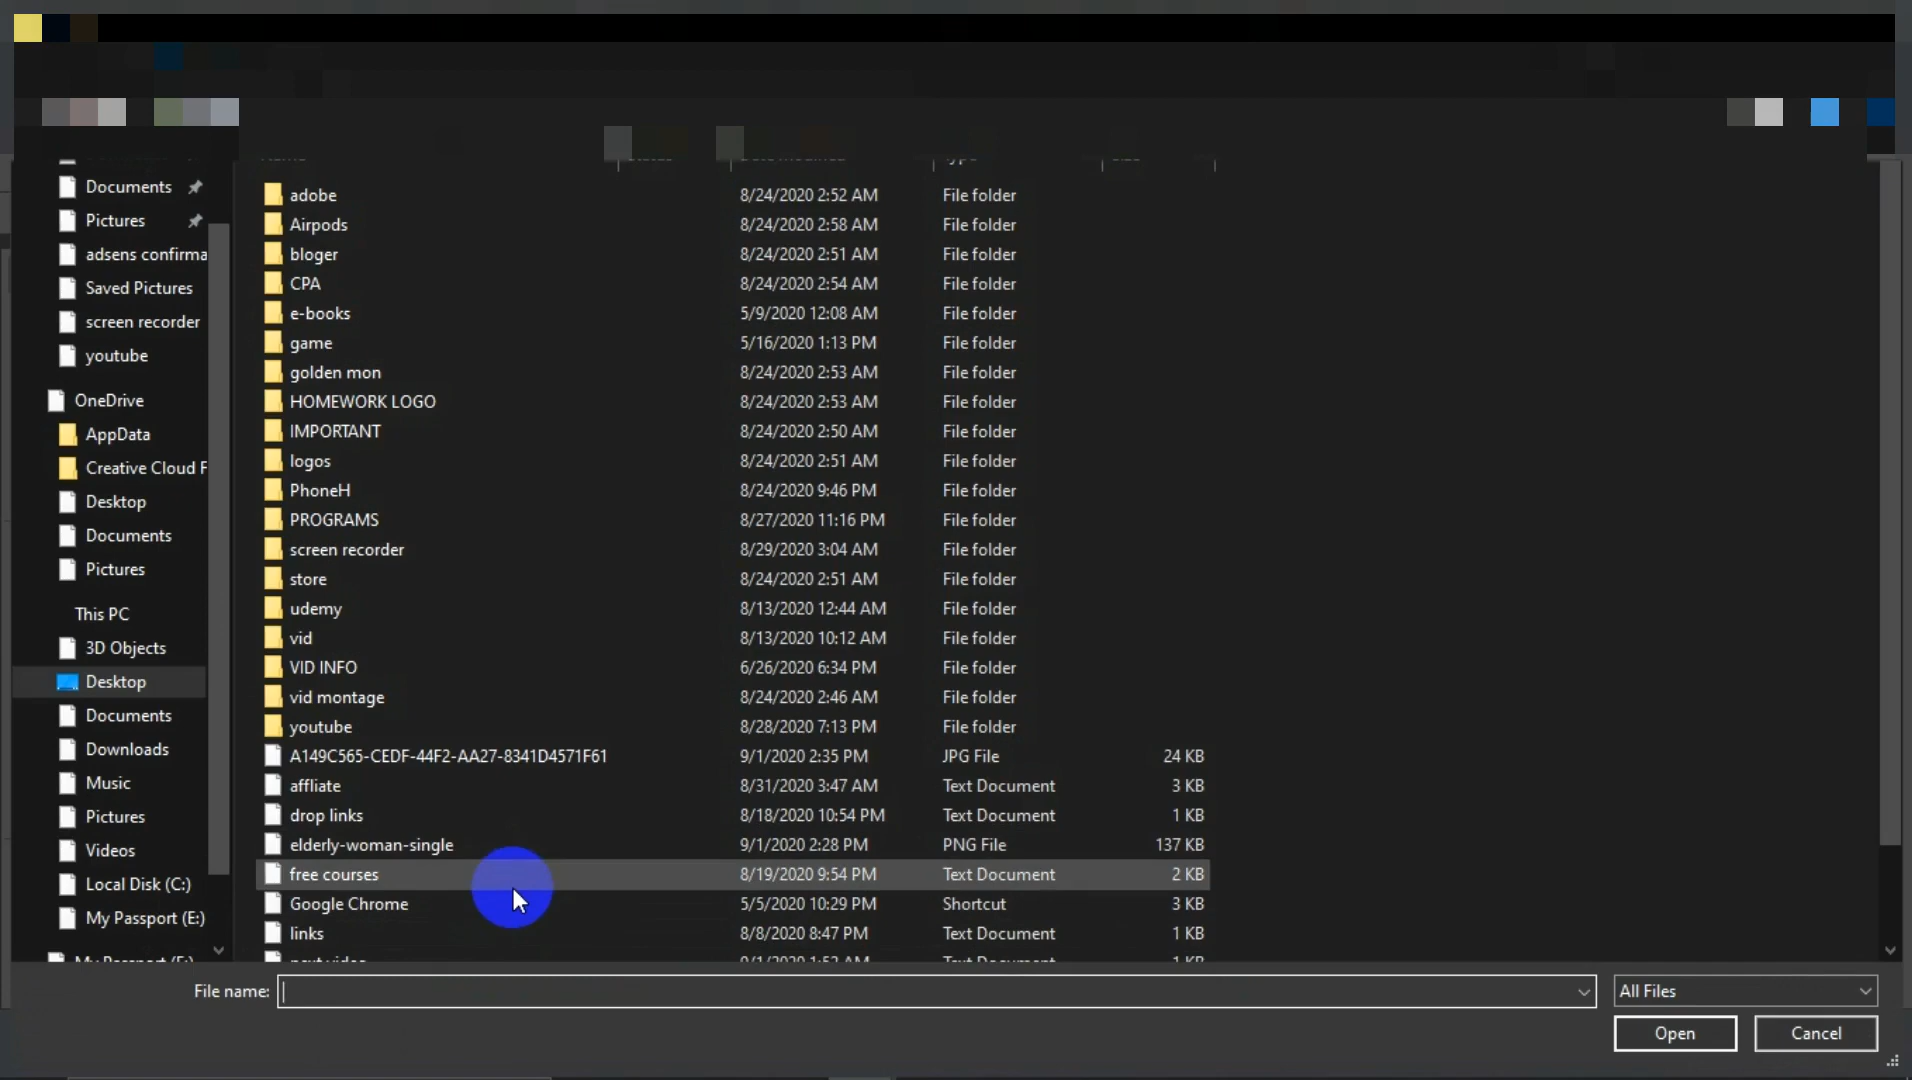 Documents
Pictures
adsens confirma
Saved Pictures
screen recorder
youtube
OneDrive
AppData
Creative Cloud F
Desktop
Documents
Pictures
This PC
3D Objects
Desktop
Documents
Downloads
Music
Pictures
Videos
Local Disk (C:)
My Passport (E:)
adobe 8/24/2020 2:52 AM File folder
Airpods 8/24/2020 2:58 AM File folder
bloger 8/24/2020 2:51 AM File folder
CPA 8/24/2020 2:54 AM File folder
e-books 5/9/2020 12:08 AM File folder
game 5/16/2020 1:13 PM File folder
golden mon 8/24/2020 2:53 AM File folder
HOMEWORK LOGO 8/24/2020 2:53 AM File folder
IMPORTANT 8/24/2020 2:50 AM File folder
logos 8/24/2020 2:51 AM File folder
PhoneH 8/24/2020 9:46 PM File folder
PROGRAMS 8/27/2020 11:16 PM File folder
screen recorder 8/29/2020 3:04 AM File folder
store 8/24/2020 2:51 AM File folder
udemy 8/13/2020 12:44 AM File folder
vid 8/13/2020 10:12 AM File folder
VID INFO 6/26/2020 6:34 PM File folder
vid montage 8/24/2020 2:46 AM File folder
youtube 8/28/2020 7:13 PM File folder
A149C565-CEDF-44F2-AA27-8341D4571F61 9/1/2020 2:35 PM JPG File 24 KB
affliate 8/31/2020 3:47 AM Text Document 3 KB
drop links 8/18/2020 10:54 PM Text Document 1 KB
elderly-woman-single 9/1/2020 2:28 PM PNG File 137 KB
free courses 8/19/2020 9:54 PM Text Document 2 KB
Google Chrome 5/5/2020 10:29 PM Shortcut 3 KB
links 8/8/2020 8:47 PM Text Document 1 KB
File name: All Files
Open Cancel